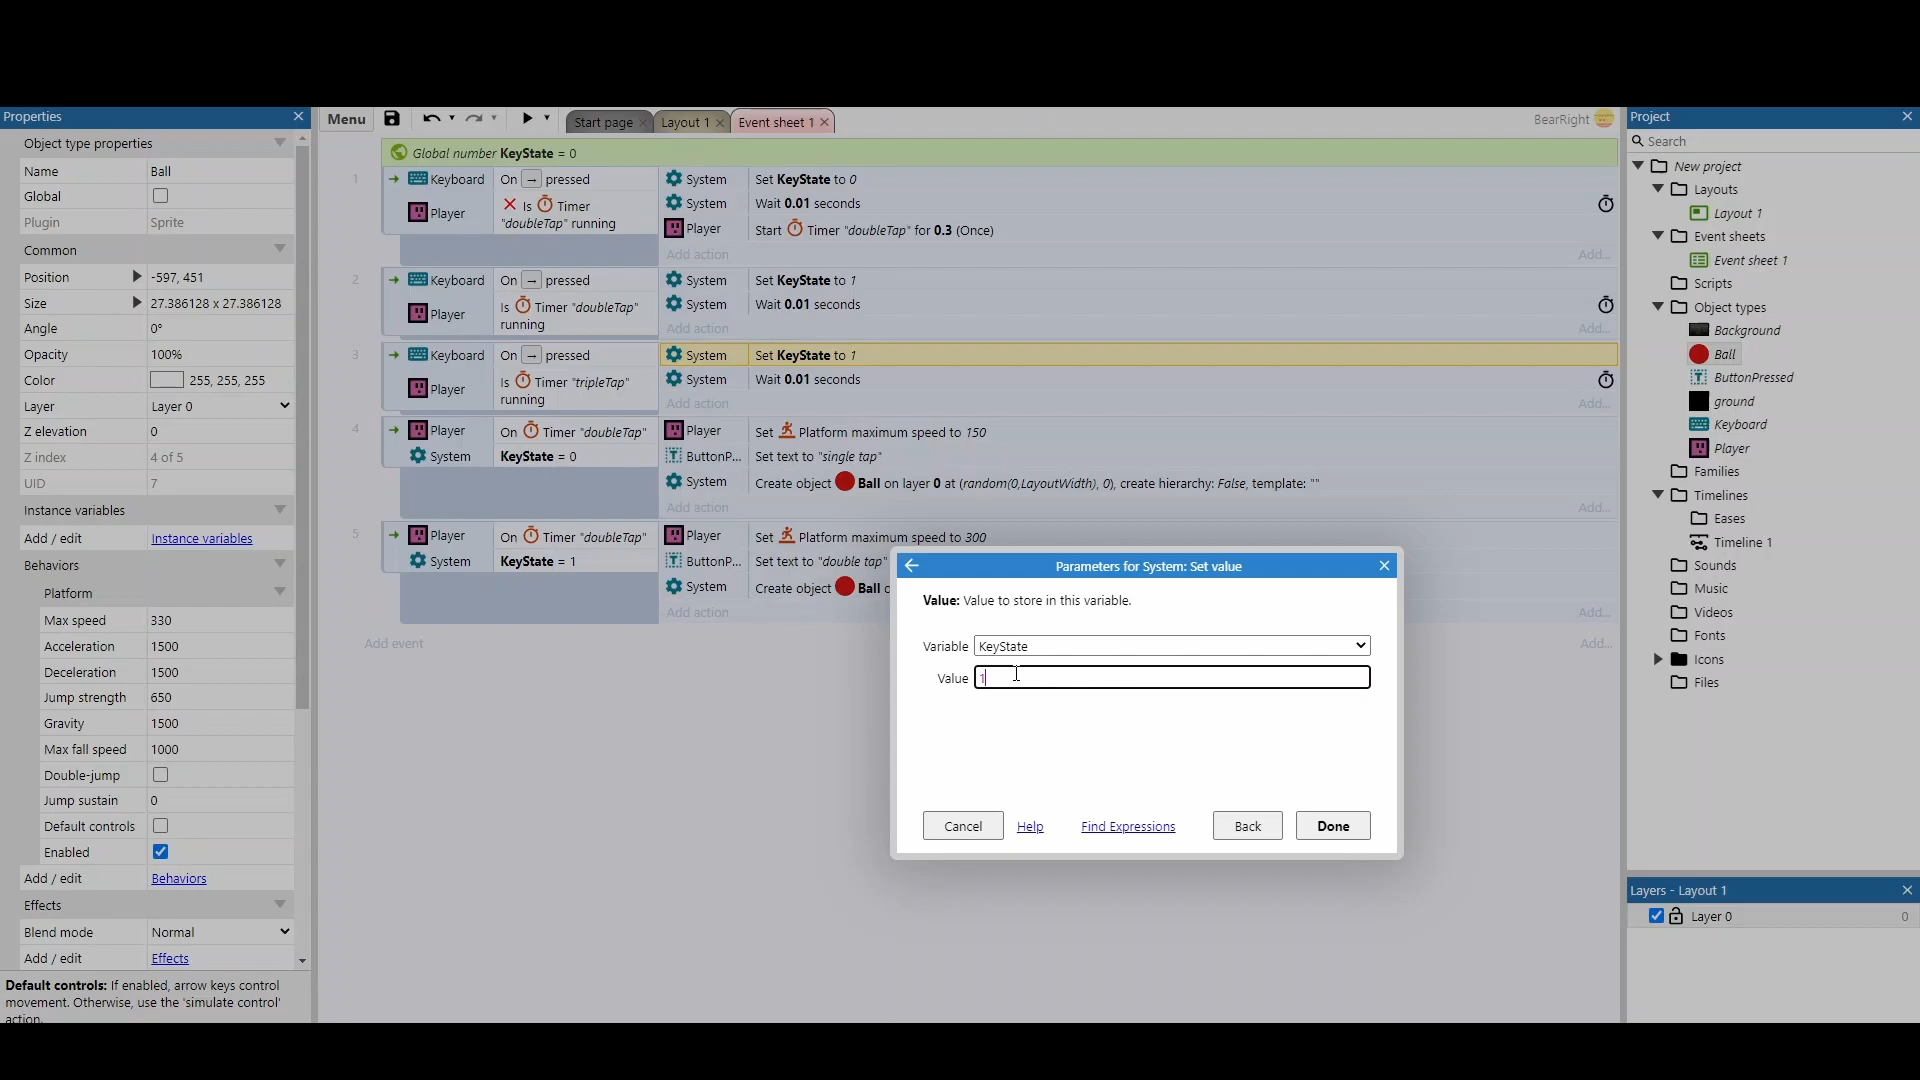 Properties
Object type properties
Name Ball
Global
Plugin Sprite
Common
Position -597, 451
Size 27.386128 x 27.386128
Angle 0°
Opacity 100%
Color 255, 255, 255
Layer Layer 0
Z elevation 0
Z index 4 of 5
UID 7
Instance variables
Add / edit Instance variables
Behaviors
Platform
Max speed 330
Acceleration 1500
Deceleration 1500
Jump strength 650
Gravity 1500
Max fall speed 1000
Double-jump
Jump sustain 0
Default controls
Enabled
Add / edit Behaviors
Effects
Blend mode Normal
Add / edit Effects
Default controls: If enabled, arrow keys control
movement. Otherwise, use the 'simulate control'
action.
Menu
Start page
Layout 1
Event sheet 1
BearRight
Global number KeyState = 0
1
Keyboard On → pressed
Player Is Timer
"doubleTap" running
System Set KeyState to 0
System Wait 0.01 seconds
Player Start Timer "doubleTap" for 0.3 (Once)
Add action Add...
2
Keyboard On → pressed
Player Is Timer "doubleTap"
running
System Set KeyState to 1
System Wait 0.01 seconds
Add action Add...
3
Keyboard On → pressed
Player Is Timer "tripleTap"
running
System Set KeyState to 1
System Wait 0.01 seconds
Add action Add...
4
Player On Timer "doubleTap"
System KeyState = 0
Player Set Platform maximum speed to 150
ButtonP... Set text to "single tap"
System Create object Ball on layer 0 at (random(0,LayoutWidth), 0), create hierarchy: False, template: ""
Add action Add...
5
Player On Timer "doubleTap"
System KeyState = 1
Player Set Platform maximum speed to 300
ButtonP... Set text to "double tap"
System Create object Ball
Add action Add...
Add event Add...
Parameters for System: Set value
Value: Value to store in this variable.
Variable KeyState
Value 1
Cancel Help Find Expressions Back Done
Project
Search
New project
Layouts
Layout 1
Event sheets
Event sheet 1
Scripts
Object types
Background
Ball
ButtonPressed
ground
Keyboard
Player
Families
Timelines
Eases
Timeline 1
Sounds
Music
Videos
Fonts
Icons
Files
Layers - Layout 1
Layer 0 0